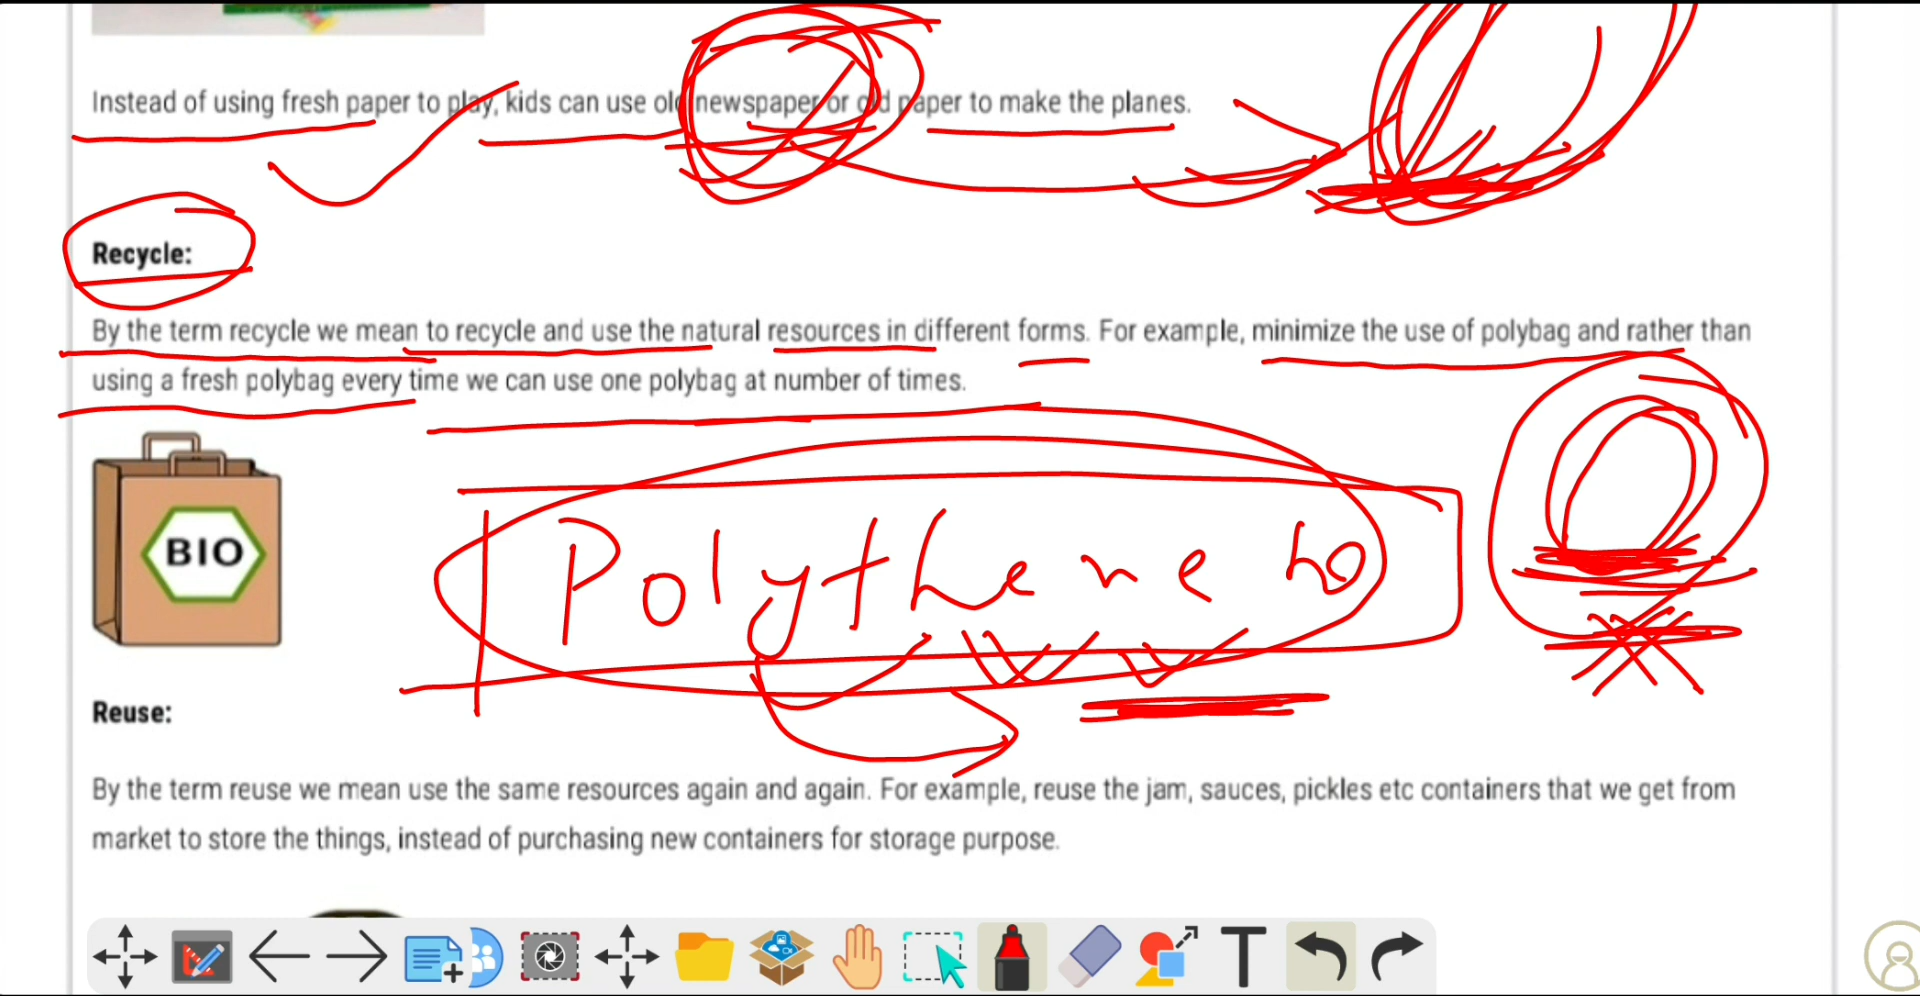 Instead of using fresh paper to play, kids can use old newspaper or old paper to make the planes.
Recycle:
By the term recycle we mean to recycle and use the natural resources in different forms. For example, minimize the use of polybag and rather than
using a fresh polybag every time we can use one polybag at number of times.
BIO
Polythene
Reuse:
By the term reuse we mean use the same resources again and again. For example, reuse the jam, sauces, pickles etc containers that we get from
market to store the things, instead of purchasing new containers for storage purpose.
T